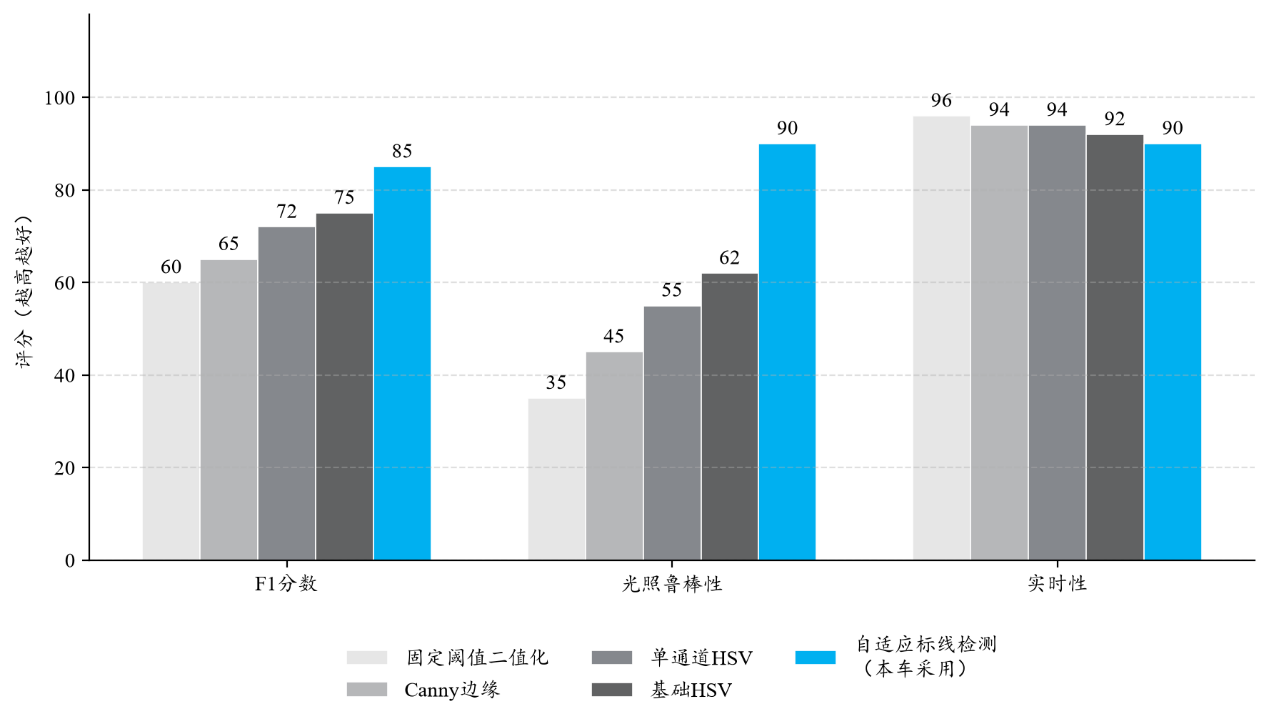 评分（越高越好）
100
80
60
40
20
0
60
65
72
75
85
35
45
55
62
90
96
94
94
92
90
F1分数
光照鲁棒性
实时性
固定阈值二值化
Canny边缘
单通道HSV
基础HSV
自适应标线检测
（本车采用）